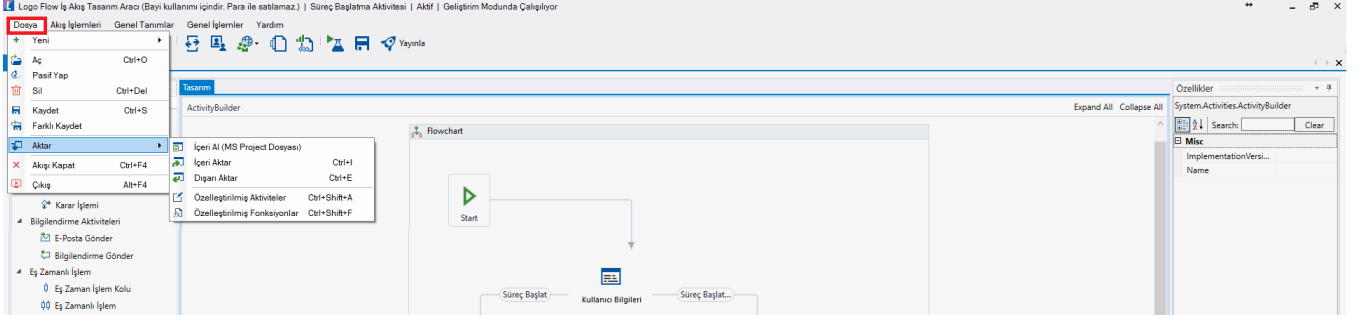 Logo Flow İş Akış Tasarım Aracı (Bayi kullanımı içindir. Para ile satılamaz.) | Süreç Başlatma Aktivitesi | Aktif | Geliştirim Modunda Çalışılıyor
Dosya Akış İşlemleri Genel Tanımlar Genel İşlemler Yardım
Yeni
Yayınla
Aç Ctrl+O
Pasif Yap
Sil Ctrl+Del
Kaydet Ctrl+S
Farklı Kaydet
Aktar
Akışı Kapat Ctrl+F4
Çıkış Alt+F4
İçeri Al (MS Project Dosyası)
İçeri Aktar Ctrl+I
Dışarı Aktar Ctrl+E
Özelleştirilmiş Aktiviteler Ctrl+Shift+A
Özelleştirilmiş Fonksiyonlar Ctrl+Shift+F
Karar İşlemi
Bilgilendirme Aktiviteleri
E-Posta Gönder
Bilgilendirme Gönder
Eş Zamanlı İşlem
Eş Zaman İşlem Kolu
Eş Zamanlı İşlem
Tasarım
ActivityBuilder Expand All Collapse All
Flowchart
Start
Süreç Başlat Kullanıcı Bilgileri Süreç Başlat...
Özellikler
System.Activities.ActivityBuilder
Search: Clear
Misc
ImplementationVersi...
Name